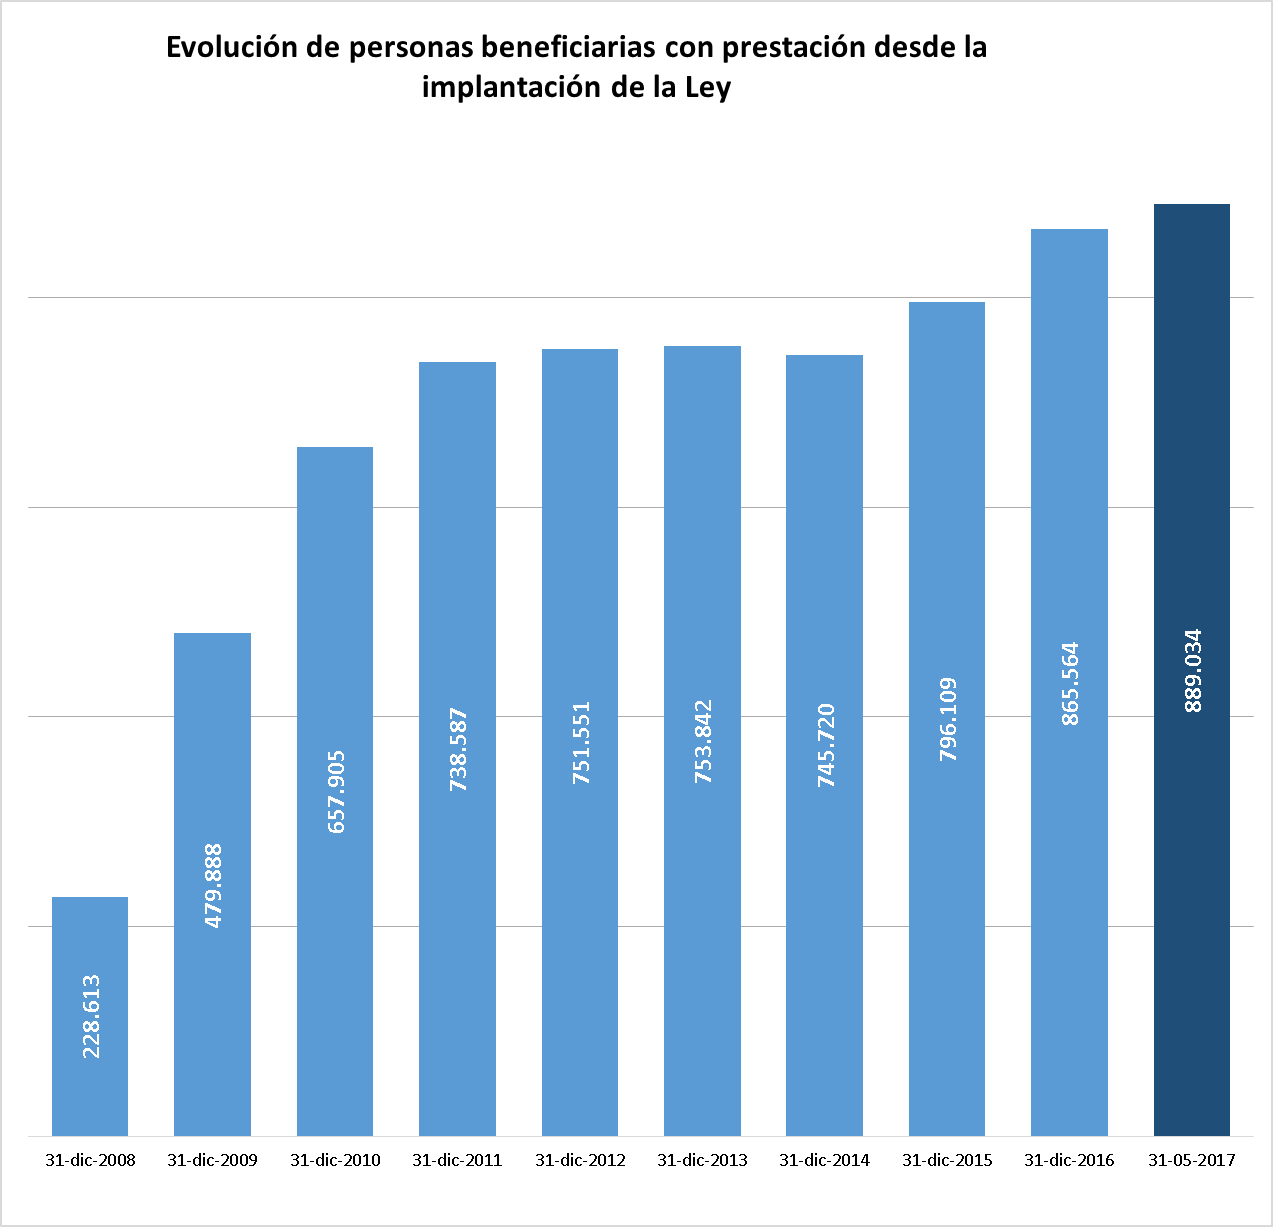 Evolución de personas beneficiarias con prestación desde la
implantación de la Ley
228.613
479.888
657.905
738.587
751.551
753.842
745.720
796.109
865.564
889.034
31-dic-2008
31-dic-2009
31-dic-2010
31-dic-2011
31-dic-2012
31-dic-2013
31-dic-2014
31-dic-2015
31-dic-2016
31-05-2017